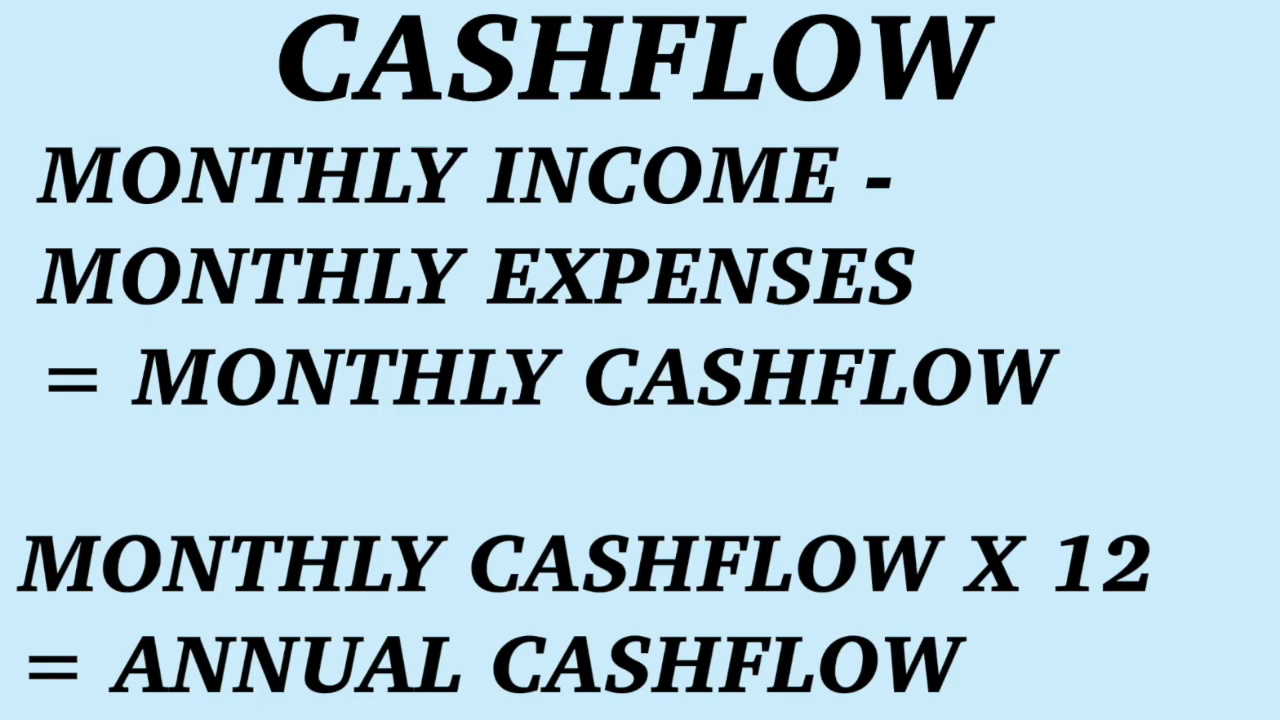 CASHFLOW
MONTHLY INCOME -
MONTHLY EXPENSES
= MONTHLY CASHFLOW
MONTHLY CASHFLOW X 12
= ANNUAL CASHFLOW